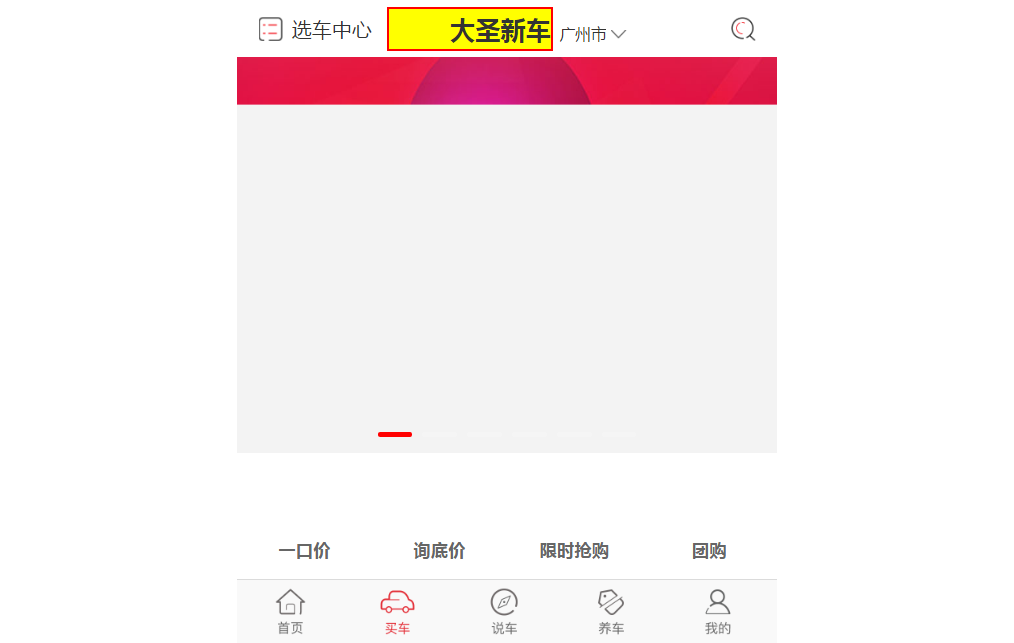 选车中心 大圣新车 广州市
一口价 询底价 限时抢购 团购
首页 买车 说车 养车 我的